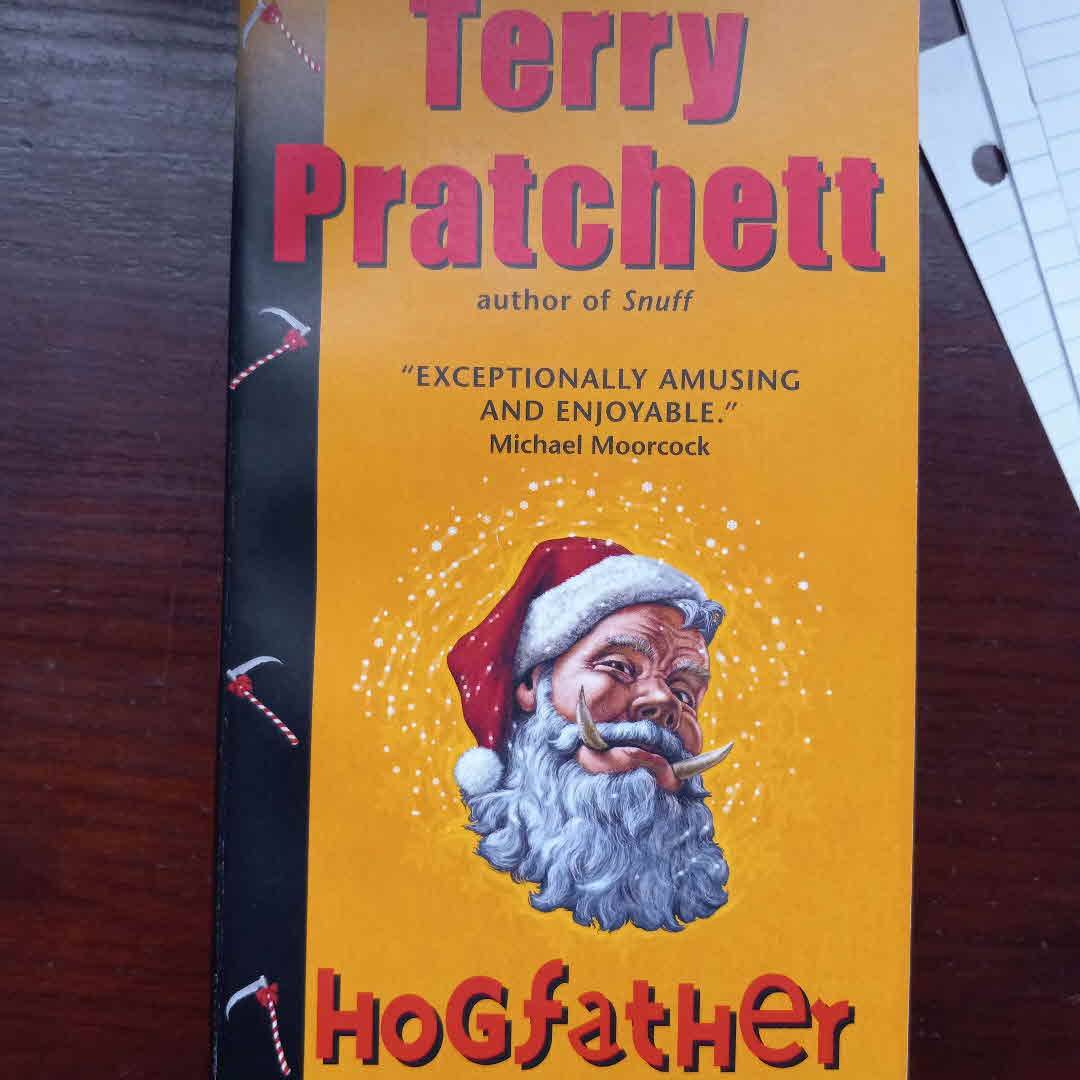 Terry
Pratchett
author of Snuff
“EXCEPTIONALLY AMUSING
AND ENJOYABLE.”
Michael Moorcock
HOGfatHer